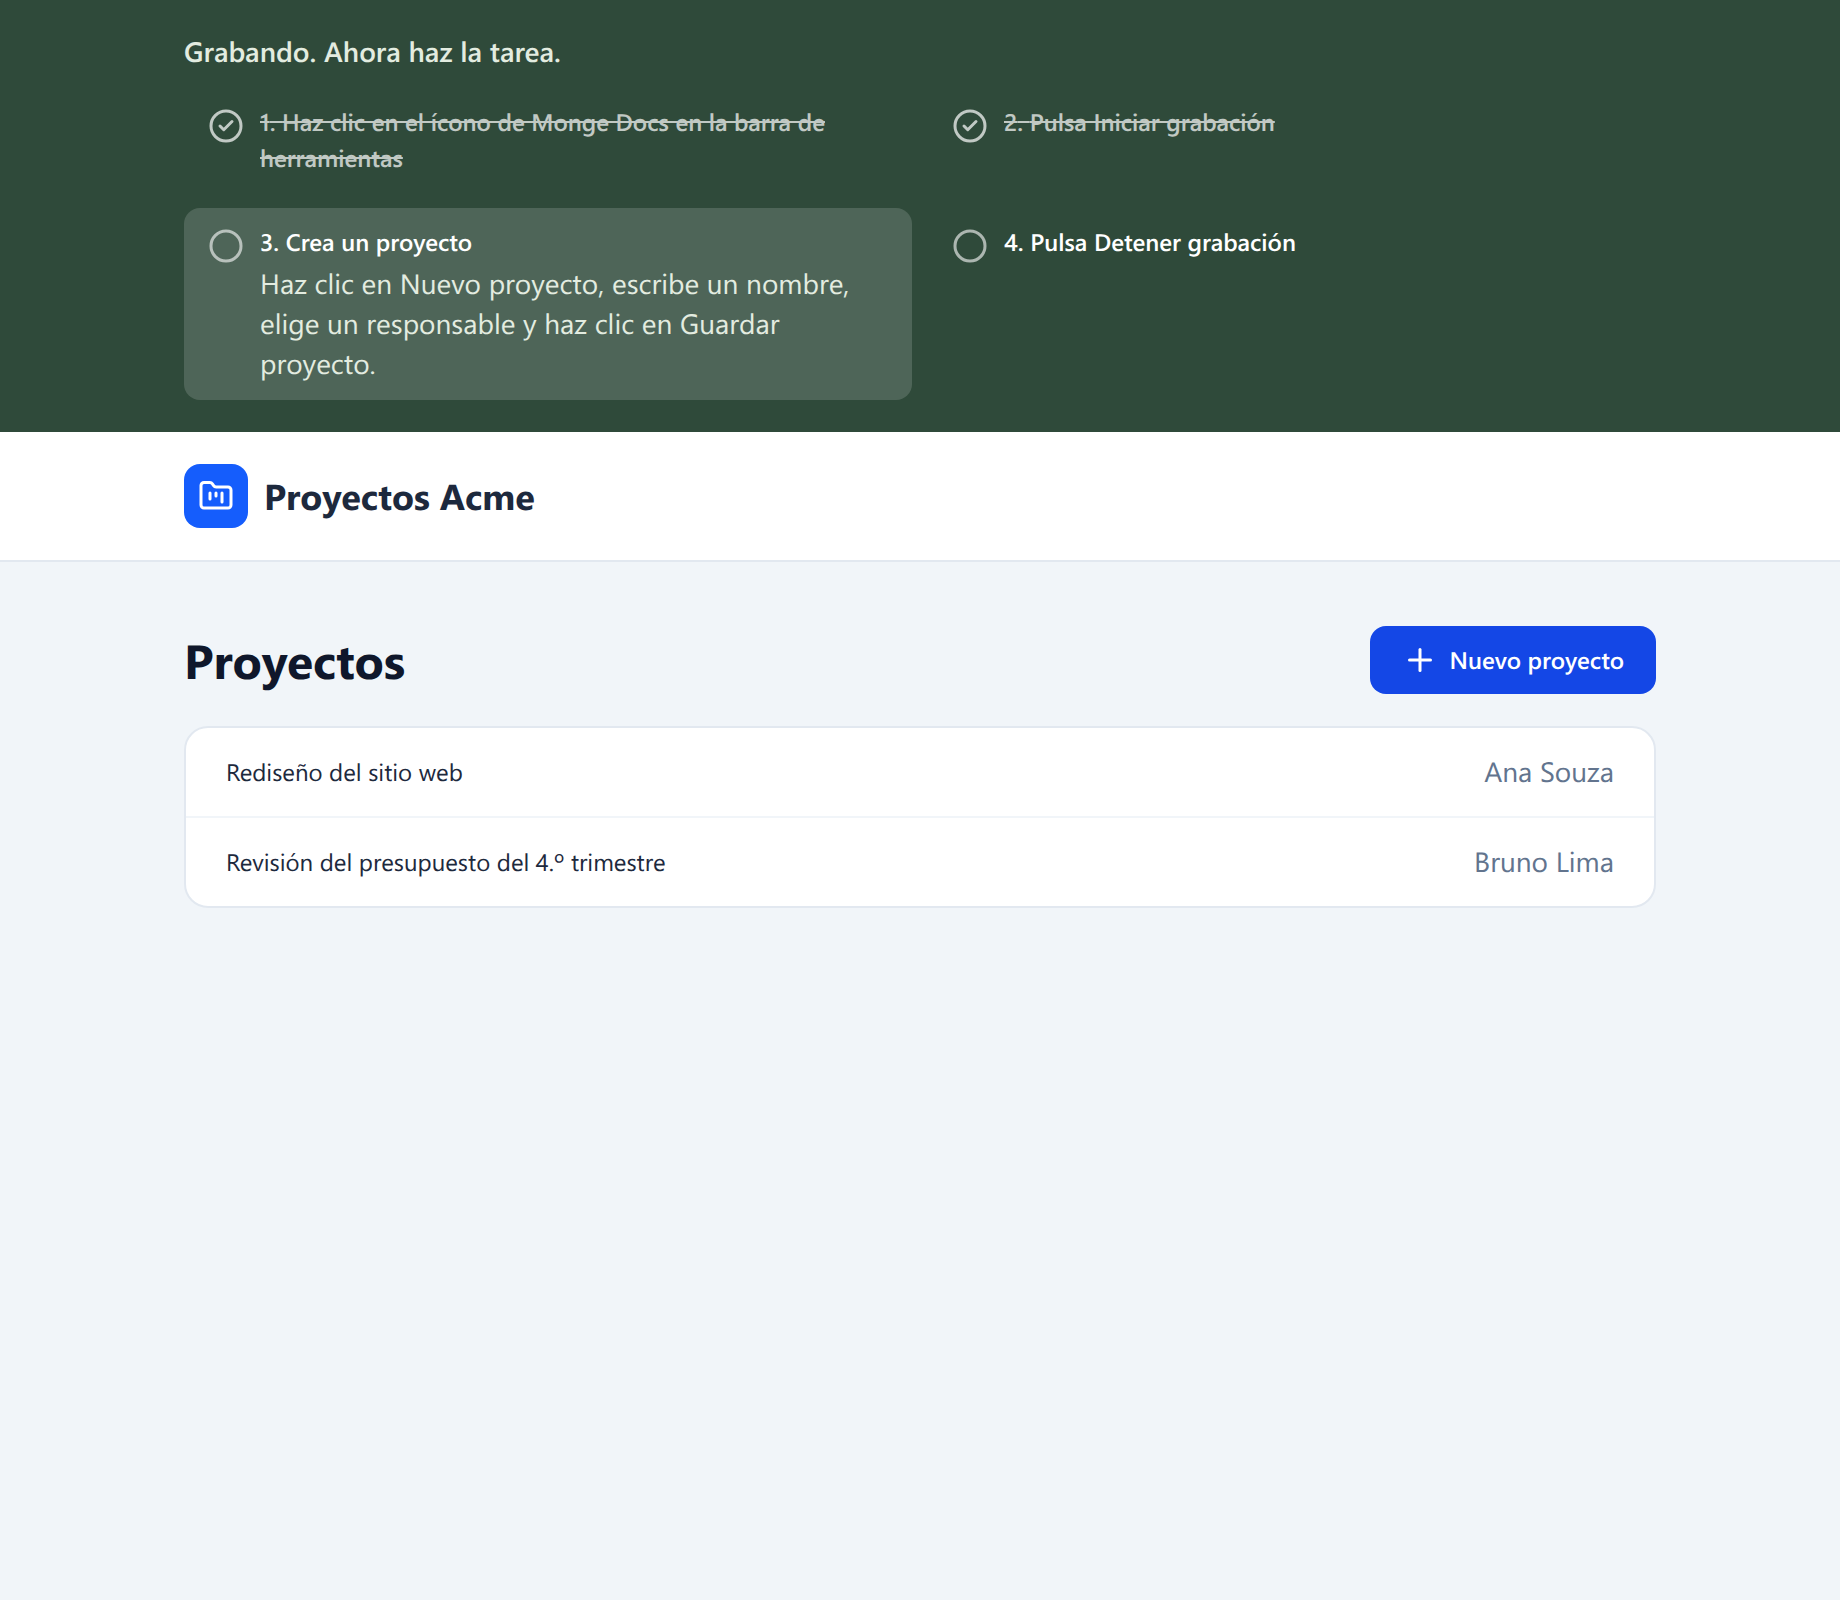 Grabando. Ahora haz la tarea.
1. Haz clic en el ícono de Monge Docs en la barra de
herramientas
2. Pulsa Iniciar grabación
3. Crea un proyecto
Haz clic en Nuevo proyecto, escribe un nombre,
elige un responsable y haz clic en Guardar
proyecto.
4. Pulsa Detener grabación
Proyectos Acme
Proyectos
Nuevo proyecto
Rediseño del sitio web
Ana Souza
Revisión del presupuesto del 4.º trimestre
Bruno Lima